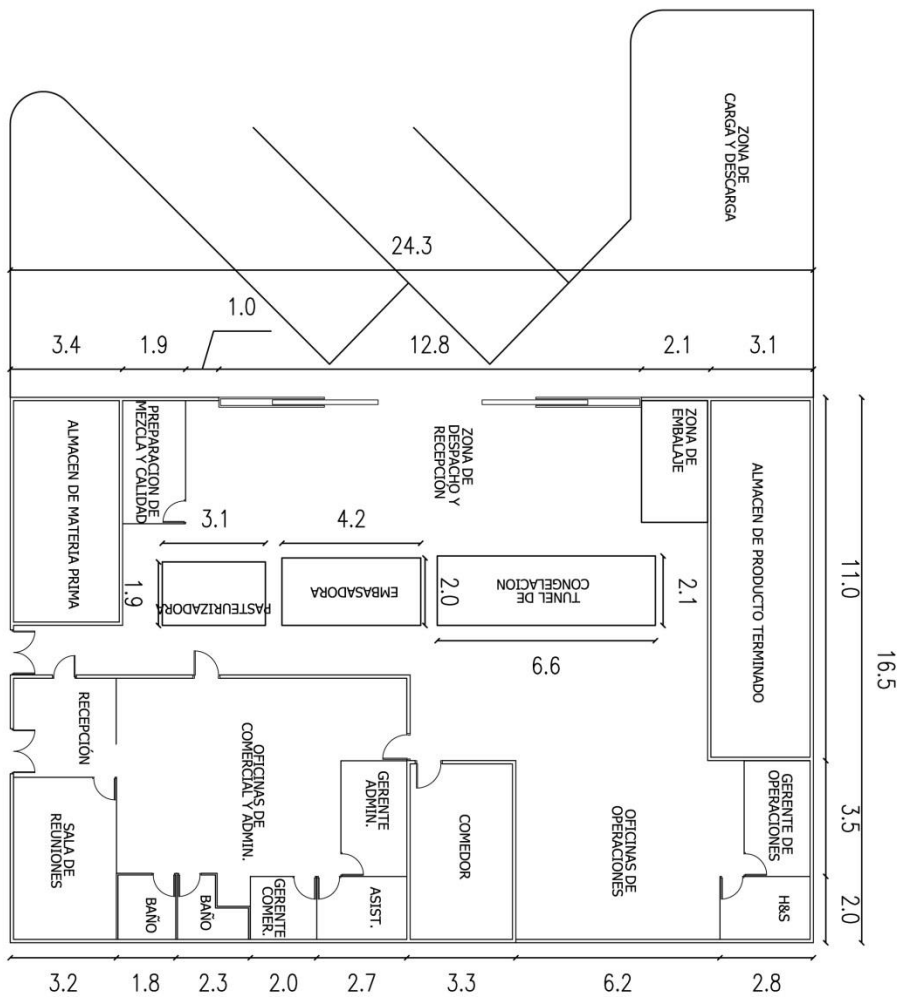 ZONA DE
CARGA Y DESCARGA
24.3
1.0
3.4
1.9
12.8
2.1
3.1
ALMACEN DE MATERIA PRIMA
PREPARACION DE
MEZCLA Y CALIDAD
ZONA DE
DESPACHO Y
RECEPCIÓN
ZONA DE
EMBALAJE
ALMACEN DE PRODUCTO TERMINADO
11.0
16.5
3.1
4.2
1.9
PASTEURIZADORA
EMBASADORA
2.0
TUNEL DE
CONGELACION
2.1
6.6
RECEPCIÓN
OFICINAS DE
COMERCIAL Y ADMIN.
GERENTE
ADMIN.
COMEDOR
OFICINAS DE
OPERACIONES
GERENTE DE
OPERACIONES
3.5
SALA DE
REUNIONES
BAÑO
BAÑO
GERENTE
COMER.
ASIST.
H&S
2.0
3.2
1.8
2.3
2.0
2.7
3.3
6.2
2.8